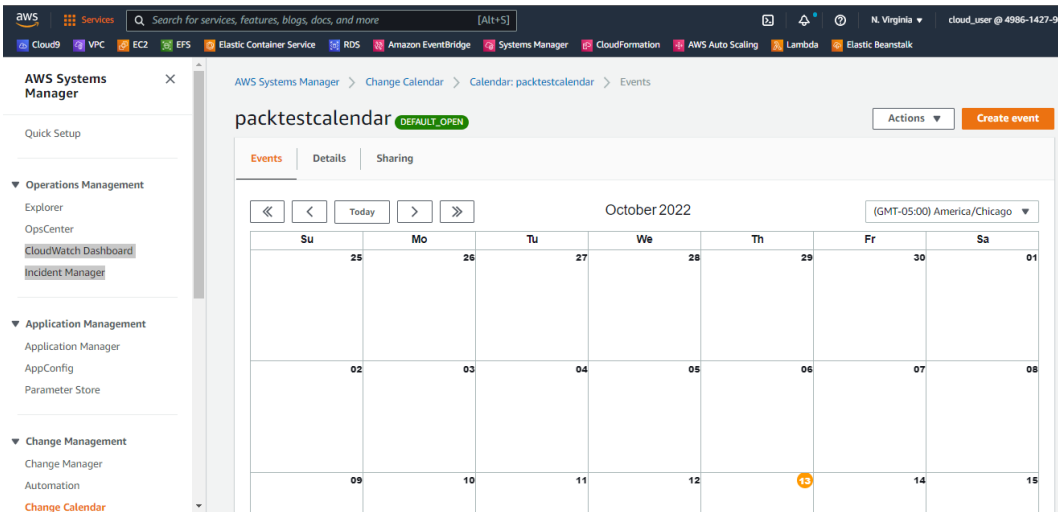 aws Services Search for services, features, blogs, docs, and more [Alt+S] N. Virginia cloud_user @ 4986-1427-9
Cloud9 VPC EC2 EFS Elastic Container Service RDS Amazon EventBridge Systems Manager CloudFormation AWS Auto Scaling Lambda Elastic Beanstalk
AWS Systems
Manager
Quick Setup
Operations Management
Explorer
OpsCenter
CloudWatch Dashboard
Incident Manager
Application Management
Application Manager
AppConfig
Parameter Store
Change Management
Change Manager
Automation
Change Calendar
AWS Systems Manager > Change Calendar > Calendar: packtestcalendar > Events
packtestcalendar DEFAULT_OPEN Actions Create event
Events Details Sharing
Today October 2022 (GMT-05:00) America/Chicago
Su Mo Tu We Th Fr Sa
25 26 27 28 29 30 01
02 03 04 05 06 07 08
09 10 11 12 13 14 15